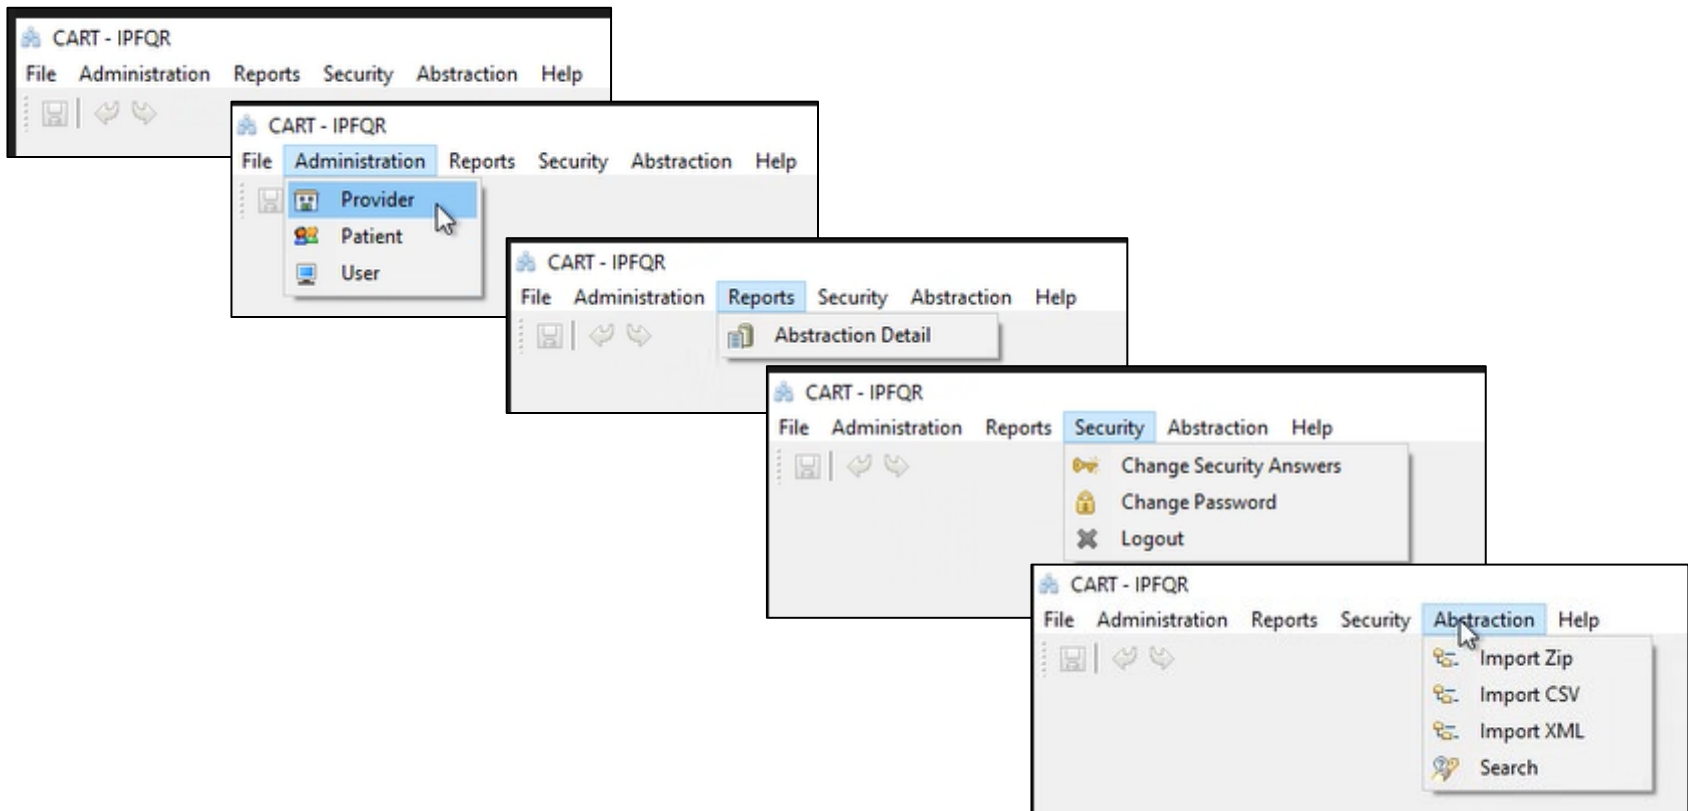 CART - IPFQR
File Administration Reports Security Abstraction Help
CART - IPFQR
File Administration Reports Security Abstraction Help
Provider
Patient
User
CART - IPFQR
File Administration Reports Security Abstraction Help
Abstraction Detail
CART - IPFQR
File Administration Reports Security Abstraction Help
Change Security Answers
Change Password
Logout
CART - IPFQR
File Administration Reports Security Abstraction Help
Import Zip
Import CSV
Import XML
Search